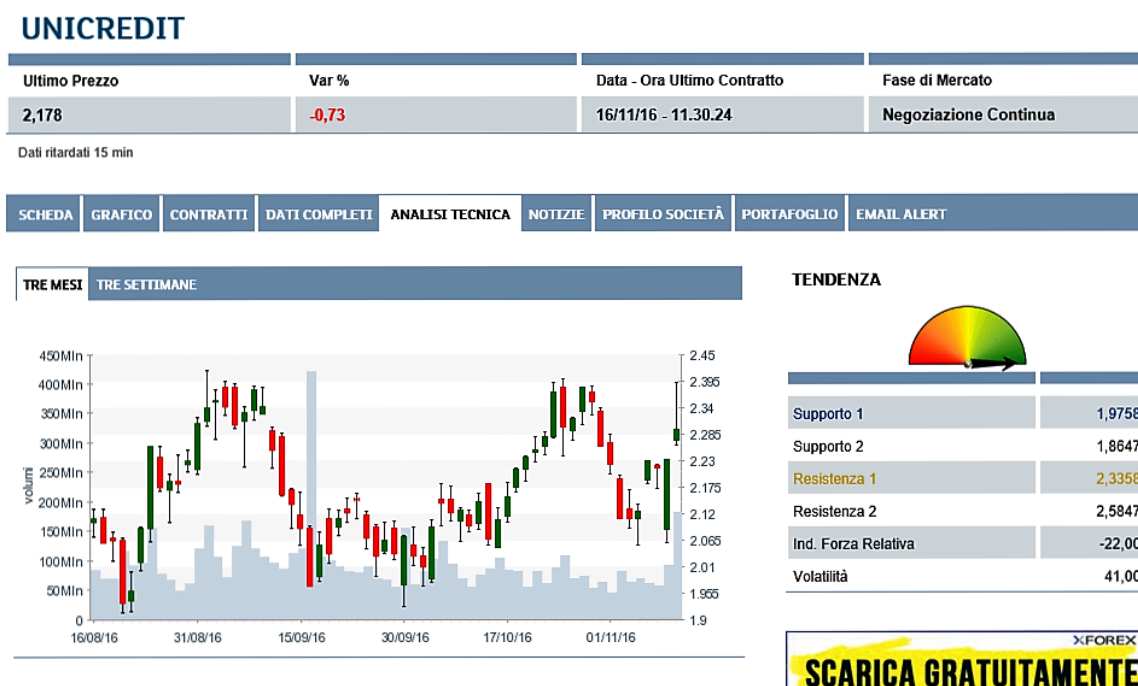 UNICREDIT
Ultimo Prezzo Var % Data - Ora Ultimo Contratto Fase di Mercato
2,178 -0,73 16/11/16 - 11.30.24 Negoziazione Continua
Dati ritardati 15 min
SCHEDA GRAFICO CONTRATTI DATI COMPLETI ANALISI TECNICA NOTIZIE PROFILO SOCIETÀ PORTAFOGLIO EMAIL ALERT
TRE MESI TRE SETTIMANE
450Mln
400Mln
350Mln
300Mln
250Mln
200Mln
150Mln
100Mln
50Mln
0
volumi
2.45
2.395
2.34
2.285
2.23
2.175
2.12
2.065
2.01
1.955
1.9
16/08/16 31/08/16 15/09/16 30/09/16 17/10/16 01/11/16
TENDENZA
Supporto 1 1,9758
Supporto 2 1,8647
Resistenza 1 2,3358
Resistenza 2 2,5847
Ind. Forza Relativa -22,00
Volatilità 41,00
XFOREX
SCARICA GRATUITAMENTE